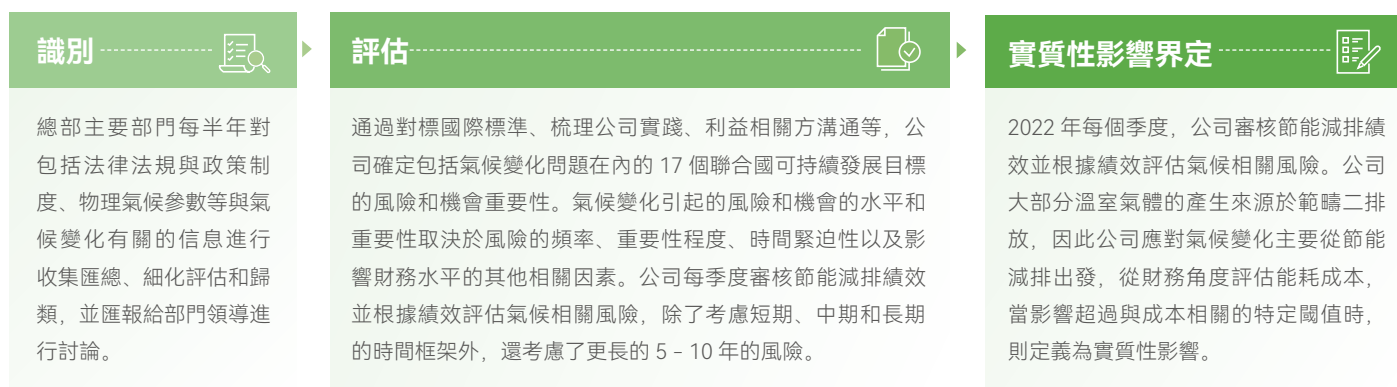 識別
總部主要部門每半年對
包括法律法規與政策制
度、物理氣候參數等與氣
候變化有關的信息進行
收集匯總、細化評估和歸
類，並匯報給部門領導進
行討論。
評估
通過對標國際標準、梳理公司實踐、利益相關方溝通等，公
司確定包括氣候變化問題在內的 17 個聯合國可持續發展目標
的風險和機會重要性。氣候變化引起的風險和機會的水平和
重要性取決於風險的頻率、重要性程度、時間緊迫性以及影
響財務水平的其他相關因素。公司每季度審核節能減排績效
並根據績效評估氣候相關風險，除了考慮短期、中期和長期
的時間框架外，還考慮了更長的 5 – 10 年的風險。
實質性影響界定
2022 年每個季度，公司審核節能減排績
效並根據績效評估氣候相關風險。公司
大部分溫室氣體的產生來源於範疇二排
放，因此公司應對氣候變化主要從節能
減排出發，從財務角度評估能耗成本，
當影響超過與成本相關的特定閾值時，
則定義為實質性影響。